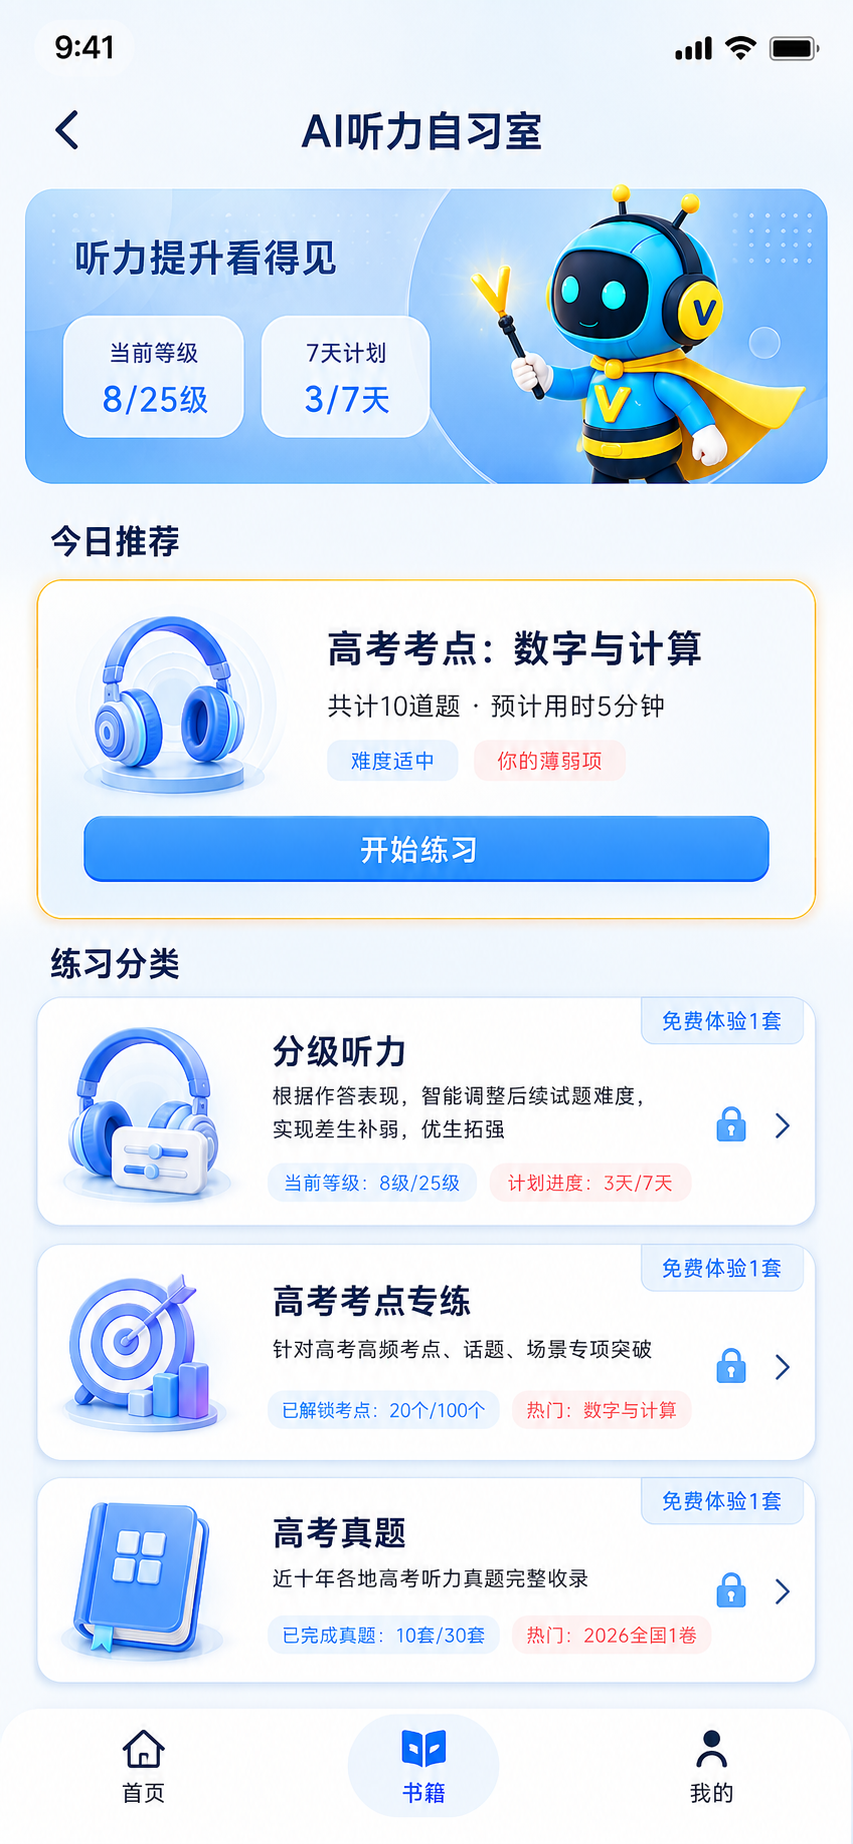 9:41
AI听力自习室
听力提升看得见
当前等级
8/25级
7天计划
3/7天
V
V
今日推荐
高考考点：数字与计算
共计10道题 · 预计用时5分钟
难度适中
你的薄弱项
开始练习
练习分类
免费体验1套
分级听力
根据作答表现，智能调整后续试题难度，
实现差生补弱，优生拓强
当前等级：8级/25级
计划进度：3天/7天
免费体验1套
高考考点专练
针对高考高频考点、话题、场景专项突破
已解锁考点：20个/100个
热门：数字与计算
免费体验1套
高考真题
近十年各地高考听力真题完整收录
已完成真题：10套/30套
热门：2026全国1卷
首页
书籍
我的